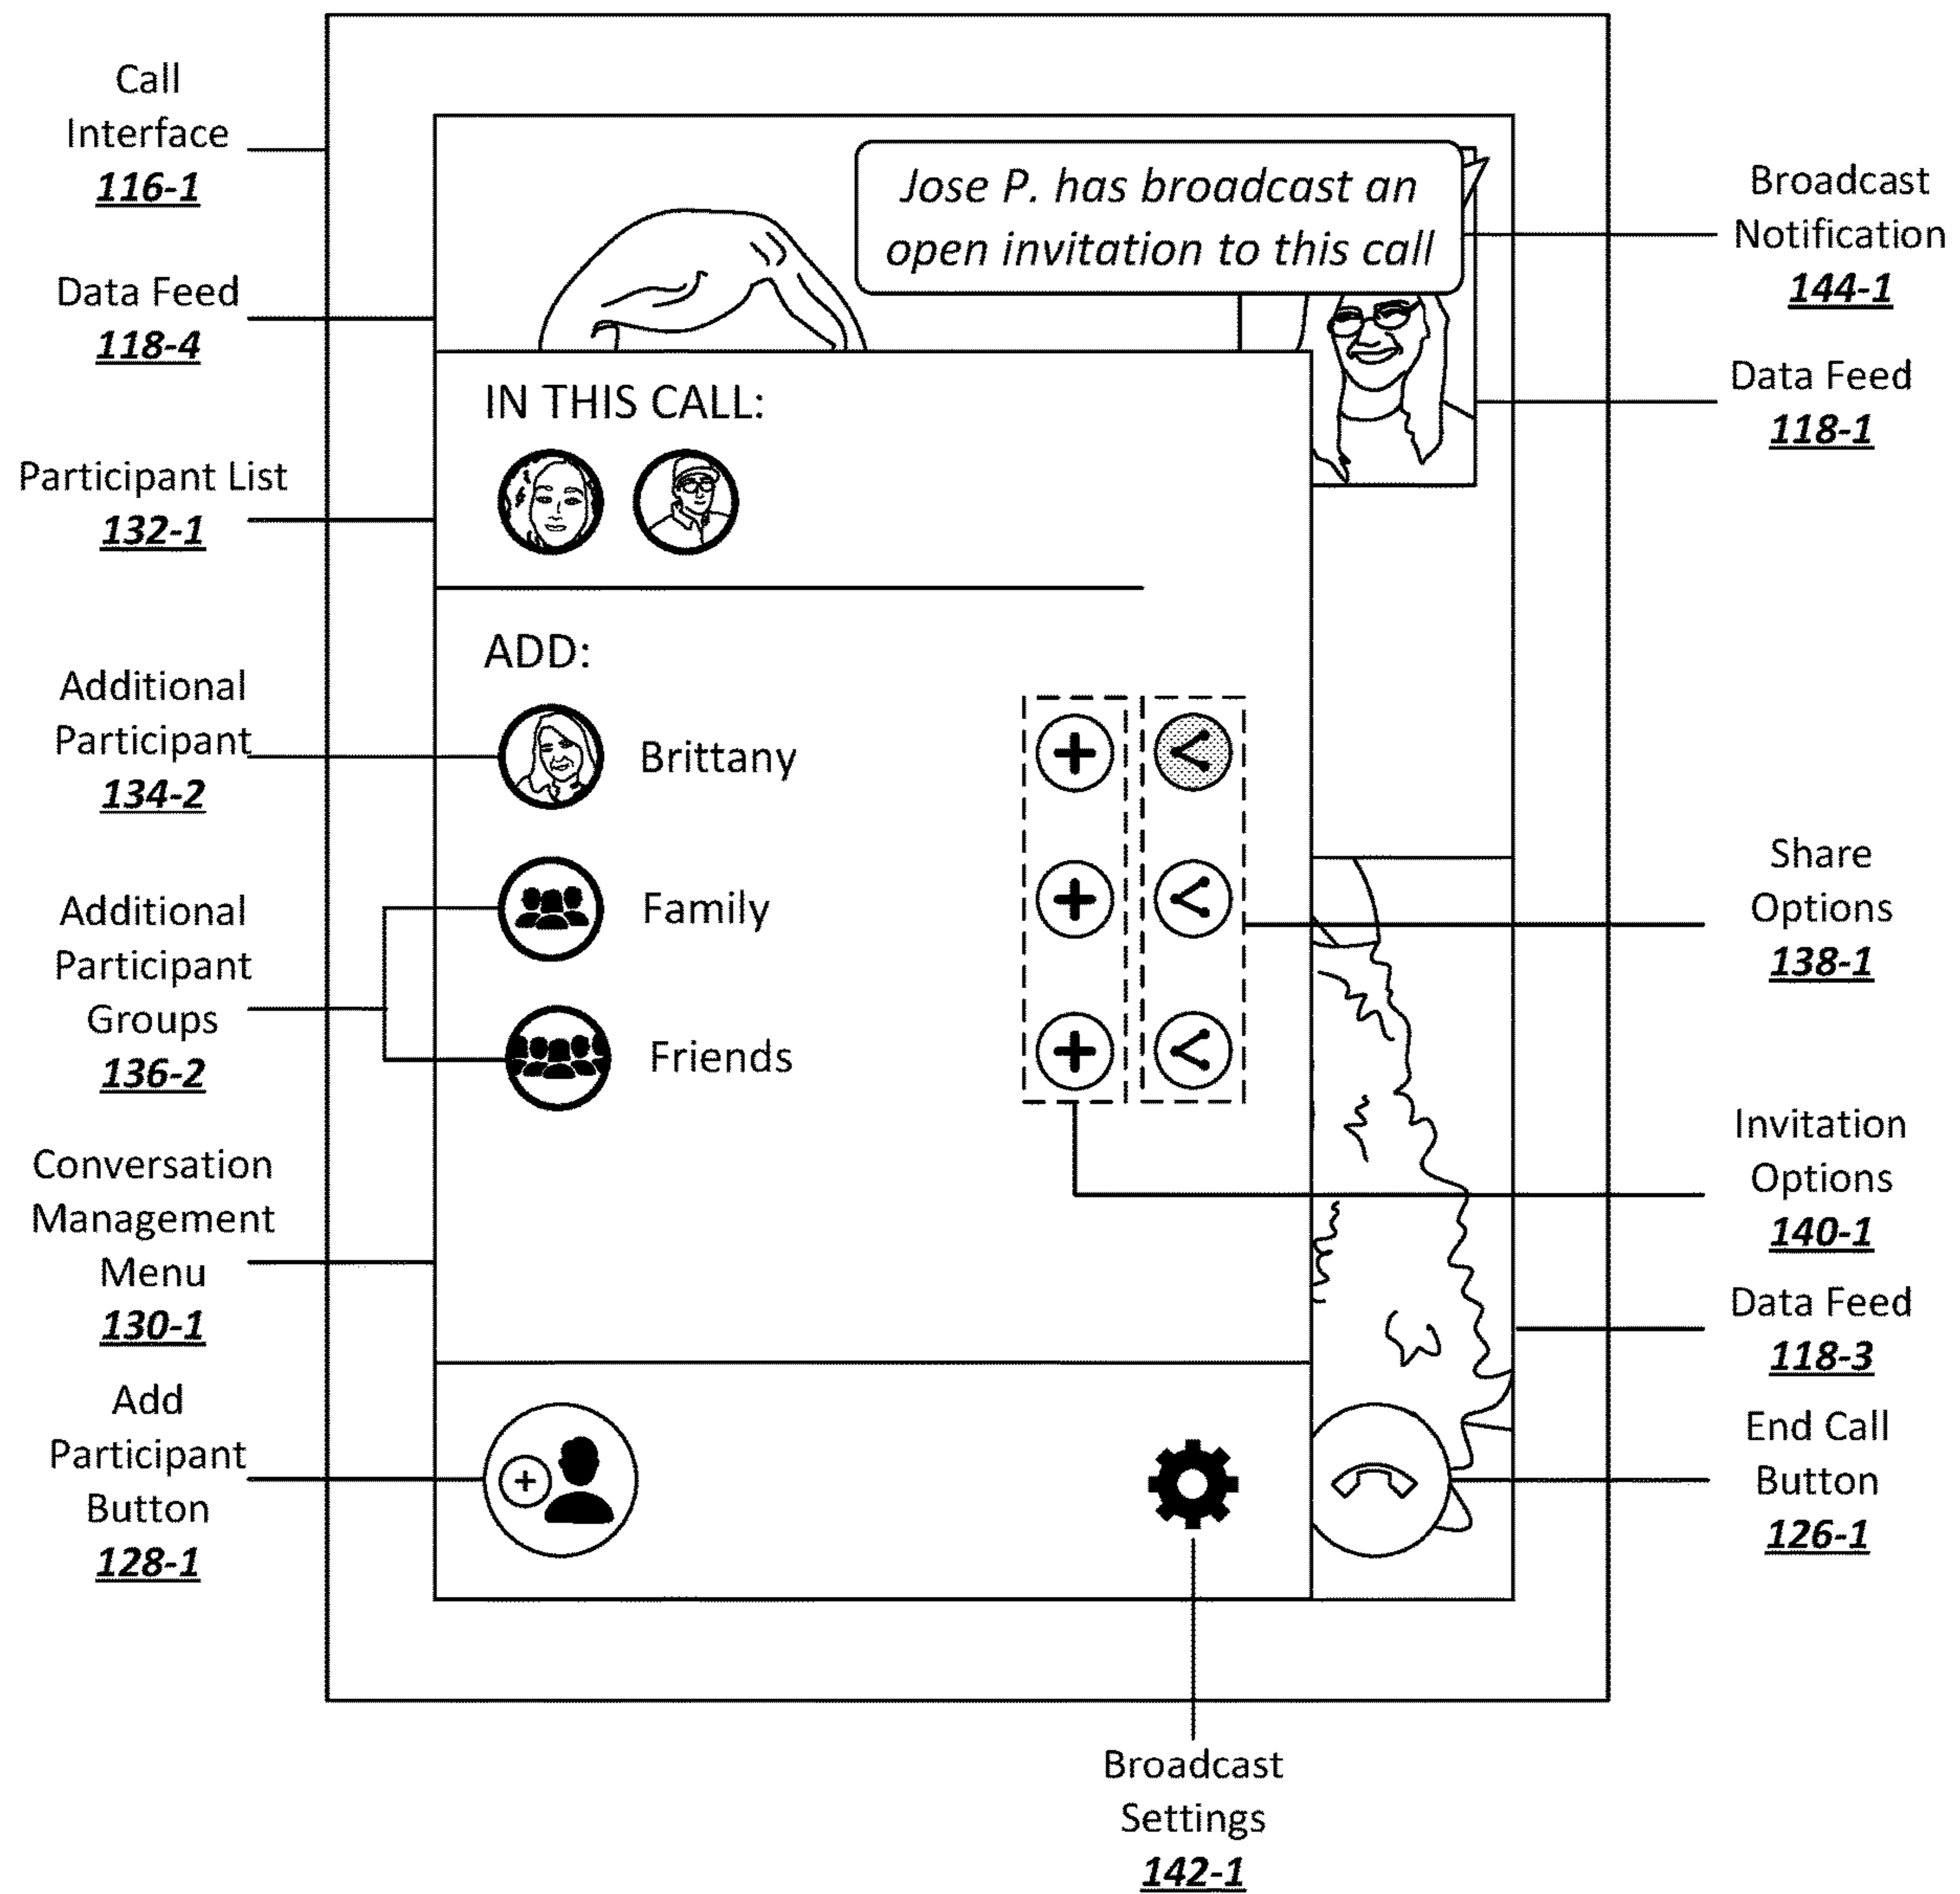 Call
Interface
116-1
Data Feed
118-4
Participant List
132-1
Additional
Participant
134-2
Additional
Participant
Groups
136-2
Conversation
Management
Menu
130-1
Add
Participant
Button
128-1
Jose P. has broadcast an
open invitation to this call
IN THIS CALL:
ADD:
Brittany
Family
Friends
Broadcast
Notification
144-1
Data Feed
118-1
Share
Options
138-1
Invitation
Options
140-1
Data Feed
118-3
End Call
Button
126-1
Broadcast
Settings
142-1